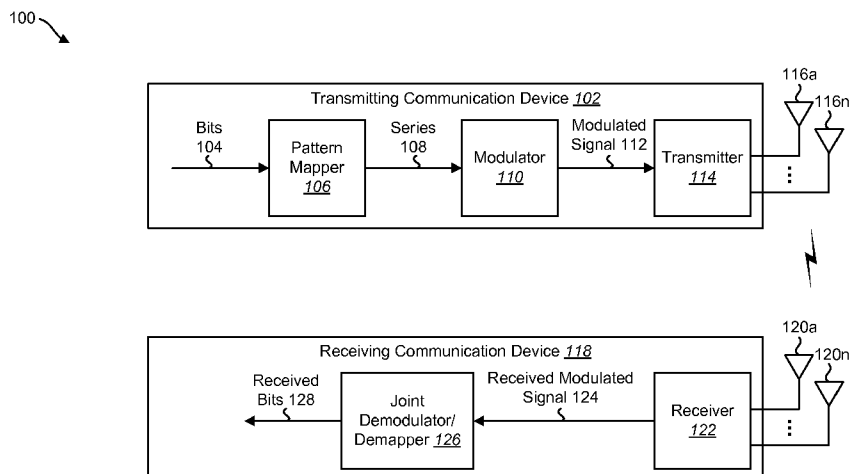 100
116a
116n
Transmitting Communication Device 102
Bits
104
Pattern
Mapper
106
Series
108
Modulator
110
Modulated
Signal 112
Transmitter
114
...
120a
120n
Receiving Communication Device 118
Received
Bits 128
Joint
Demodulator/
Demapper 126
Received Modulated
Signal 124
Receiver
122
...